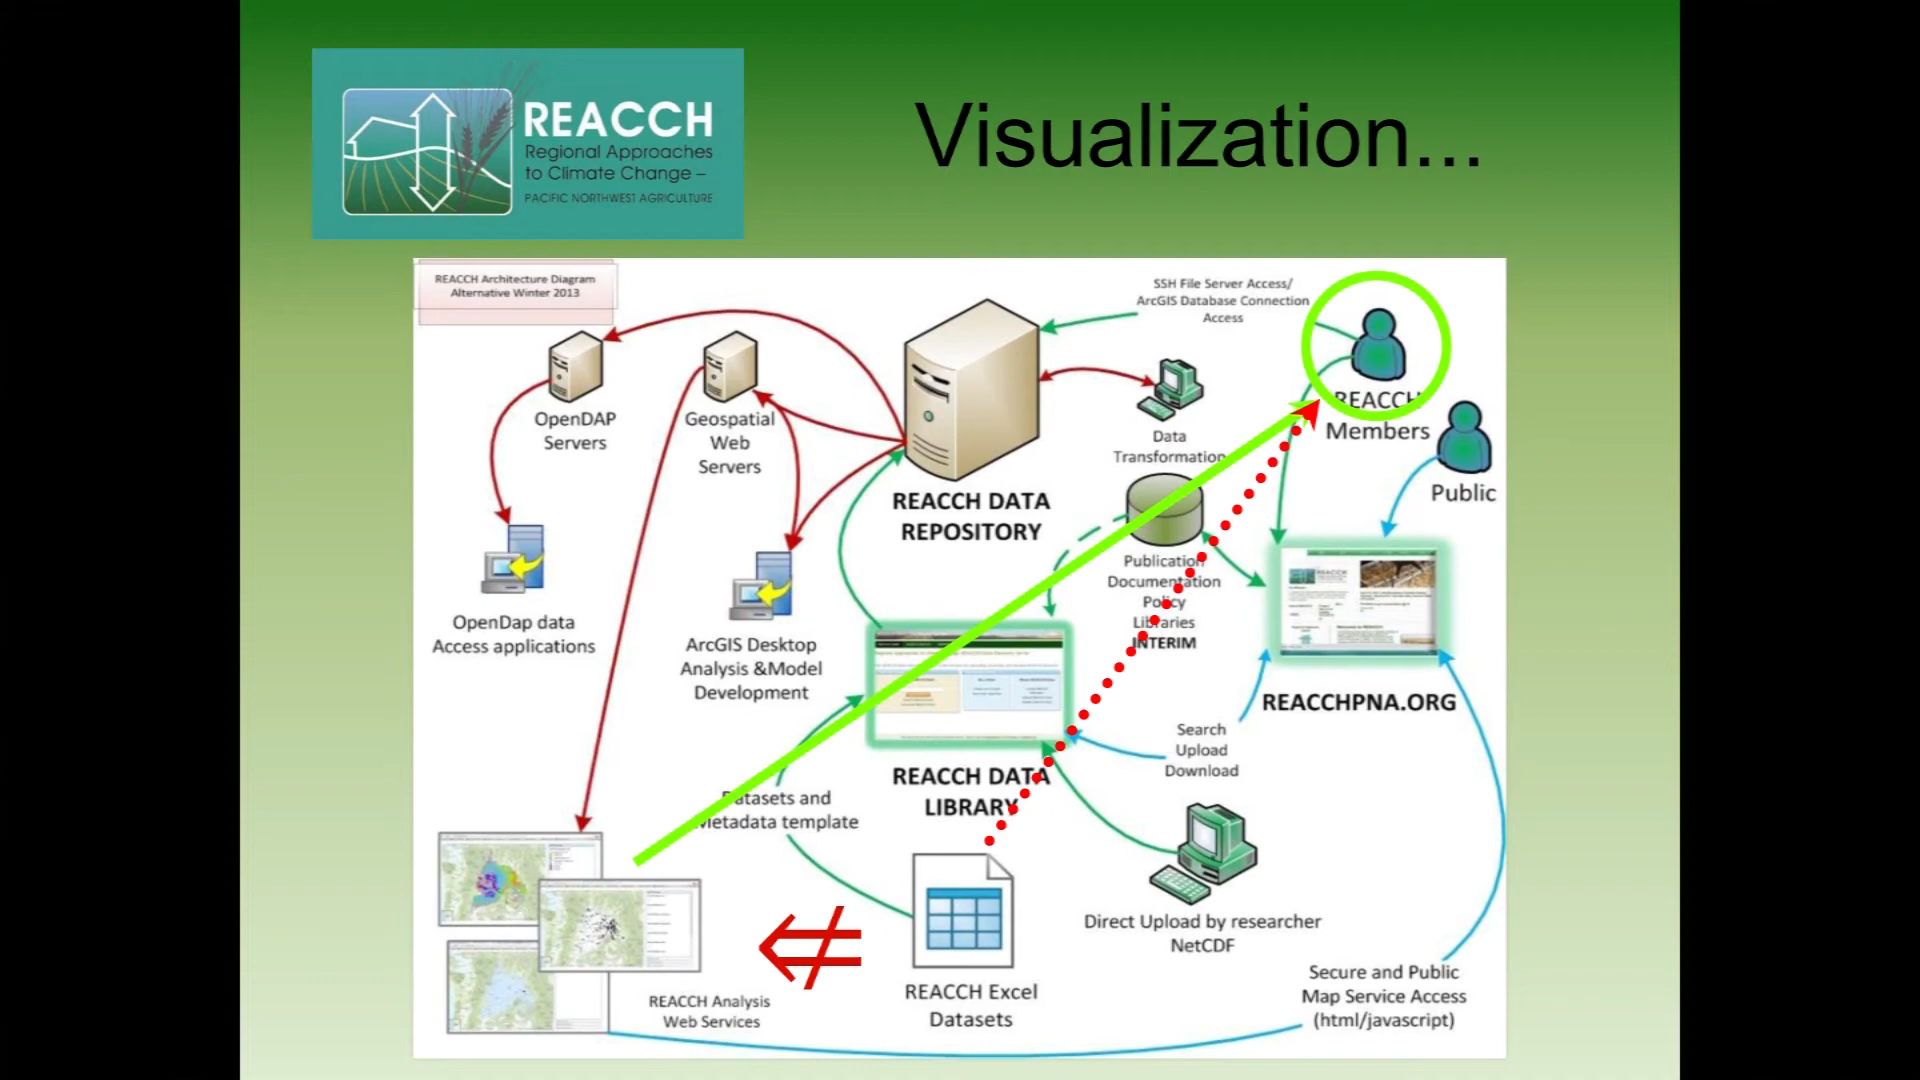 REACCH
Regional Approaches
to Climate Change –
PACIFIC NORTHWEST AGRICULTURE
Visualization...
REACCH Architecture Diagram
Alternative Winter 2013
SSH File Server Access/
ArcGIS Database Connection
Access
OpenDAP
Servers
Geospatial
Web
Servers
REACCH DATA
REPOSITORY
Data
Transformation
REACCH
Members
Public
OpenDap data
Access applications
ArcGIS Desktop
Analysis &Model
Development
Publication
Documentation
Policy
Libraries
INTERIM
REACCHPNA.ORG
Search
Upload
Download
REACCH DATA
LIBRARY
Datasets and
Metadata template
Direct Upload by researcher
NetCDF
REACCH Excel
Datasets
REACCH Analysis
Web Services
Secure and Public
Map Service Access
(html/javascript)